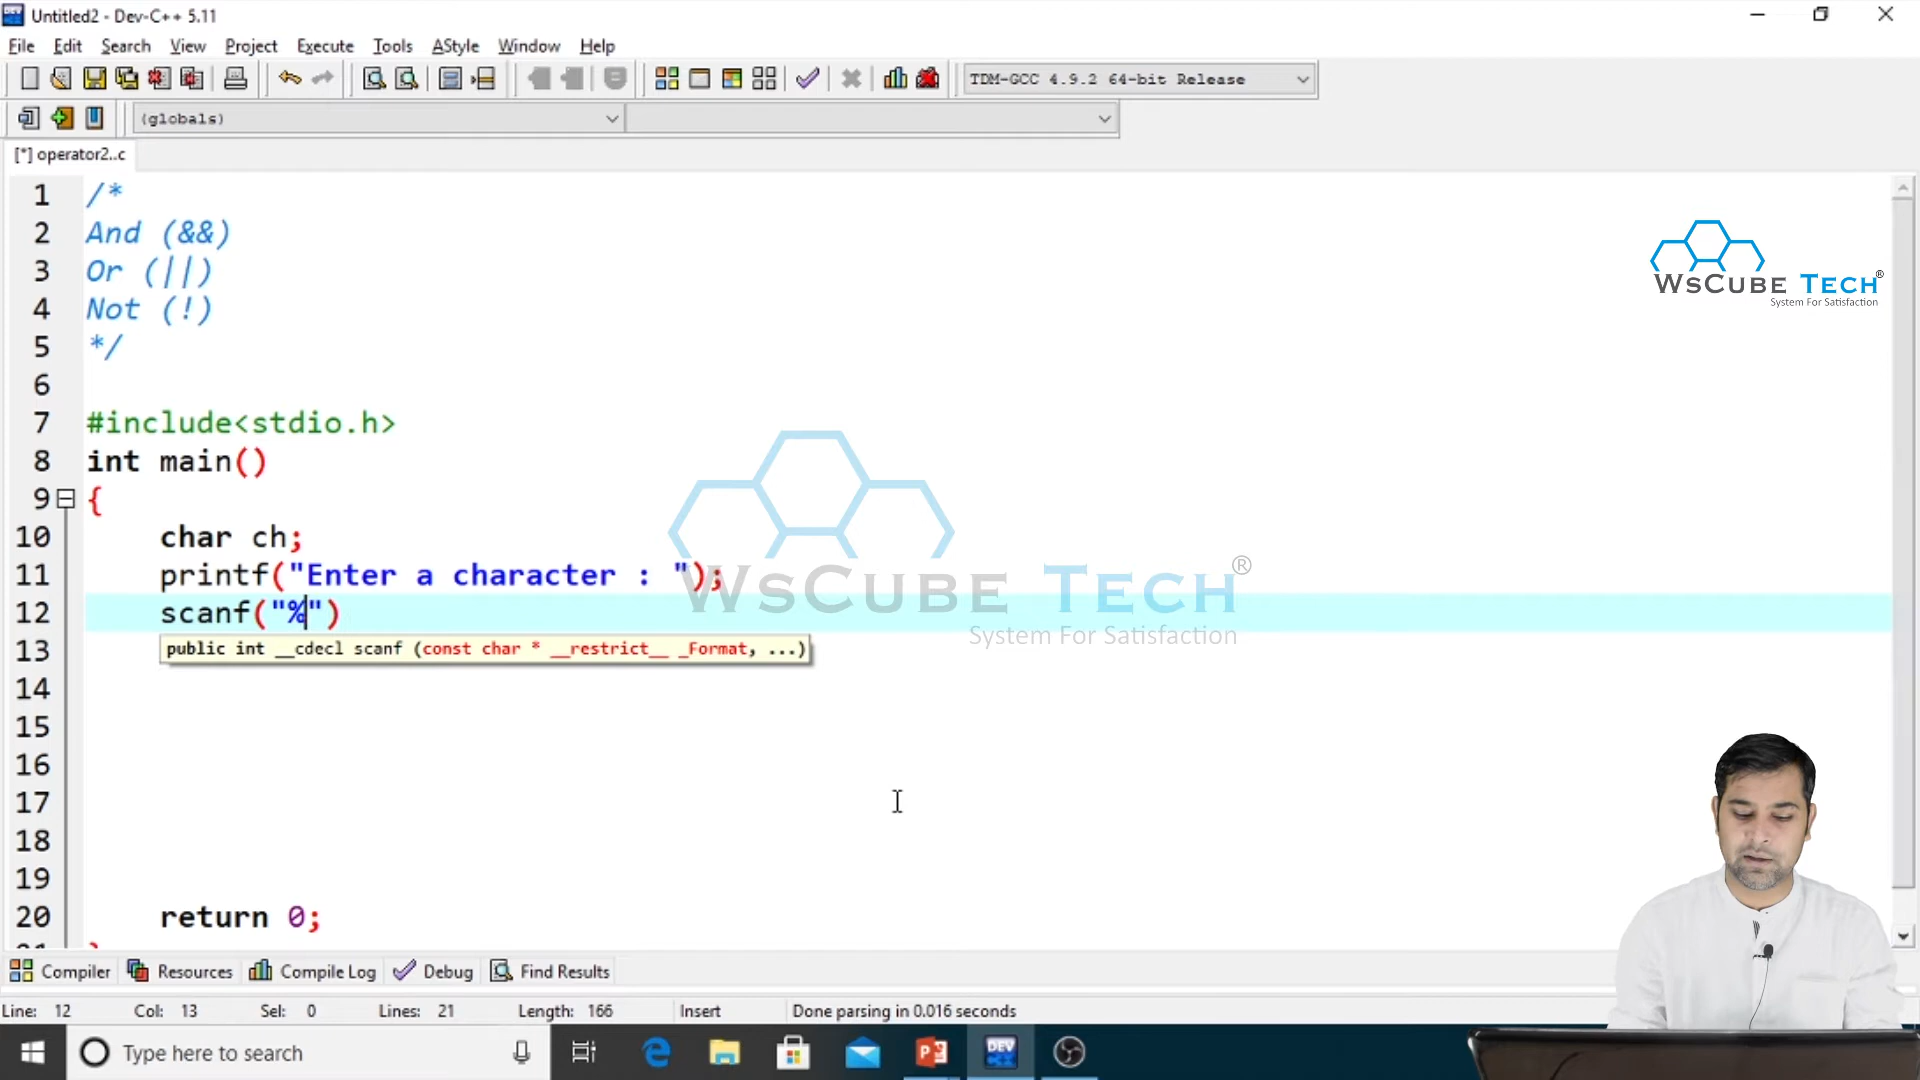 Untitled2 - Dev-C++ 5.11
File Edit Search View Project Execute Tools AStyle Window Help
TDM-GCC 4.9.2 64-bit Release
(globals)
[*] operator2..c
1 /*
2 And (&&)
3 Or (||)
4 Not (!)
5 */
6
7 #include<stdio.h>
8 int main()
9 {
10 char ch;
11 printf("Enter a character : ");
12 scanf("%")
13 public int __cdecl scanf (const char * __restrict__ _Format, ...)
14
15
16
17
18
19
20 return 0;
WsCube Tech®
System For Satisfaction
WsCube Tech®
System For Satisfaction
Compiler Resources Compile Log Debug Find Results
Line: 12 Col: 13 Sel: 0 Lines: 21 Length: 166 Insert Done parsing in 0.016 seconds
Type here to search
DEV